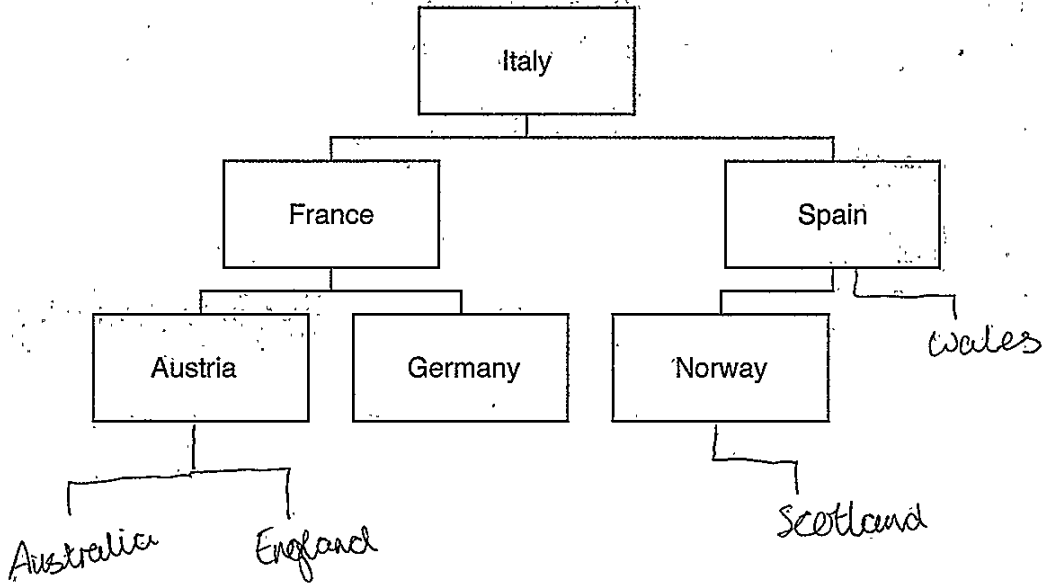 Italy
France
Spain
Austria
Germany
Norway
Wales
Australia
England
Scotland